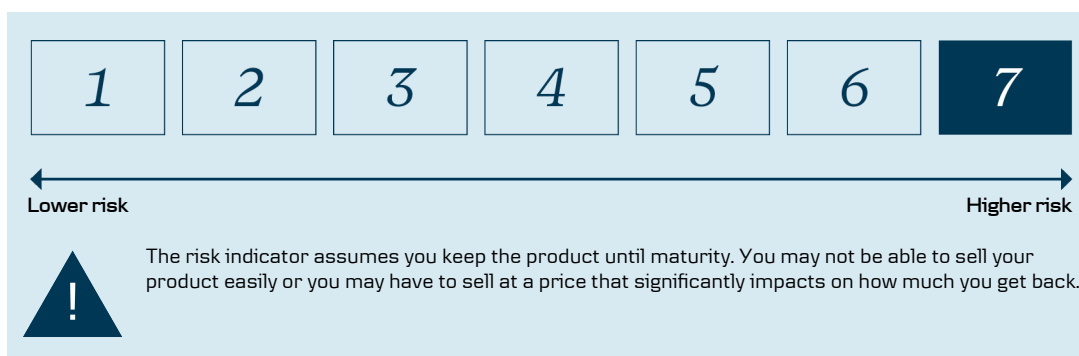 1 2 3 4 5 6 7
Lower risk Higher risk
The risk indicator assumes you keep the product until maturity. You may not be able to sell your
product easily or you may have to sell at a price that significantly impacts on how much you get back.
!